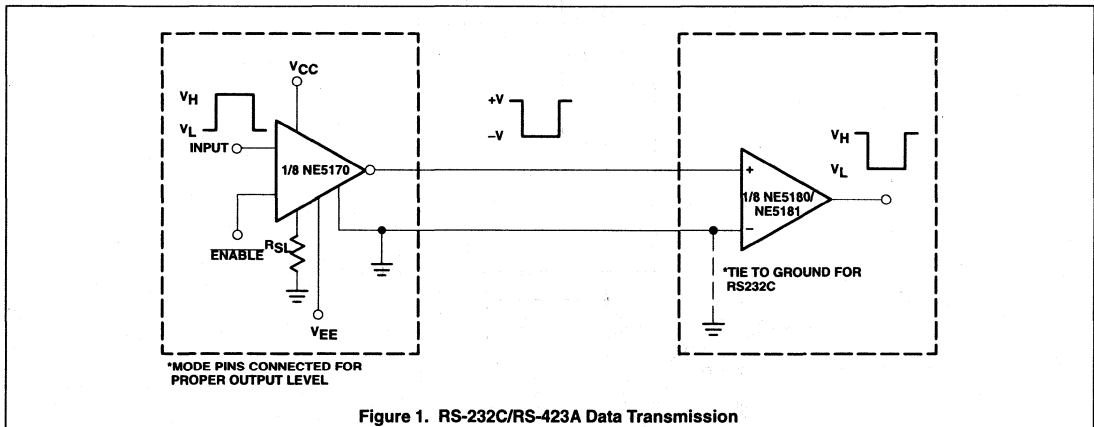 VCC
VH
VL
INPUT
1/8 NE5170
ENABLE
RSL
VEE
*MODE PINS CONNECTED FOR
PROPER OUTPUT LEVEL
+V
–V
VH
VL
+
1/8 NE5180/
NE5181
–
*TIE TO GROUND FOR
RS232C
Figure 1. RS-232C/RS-423A Data Transmission